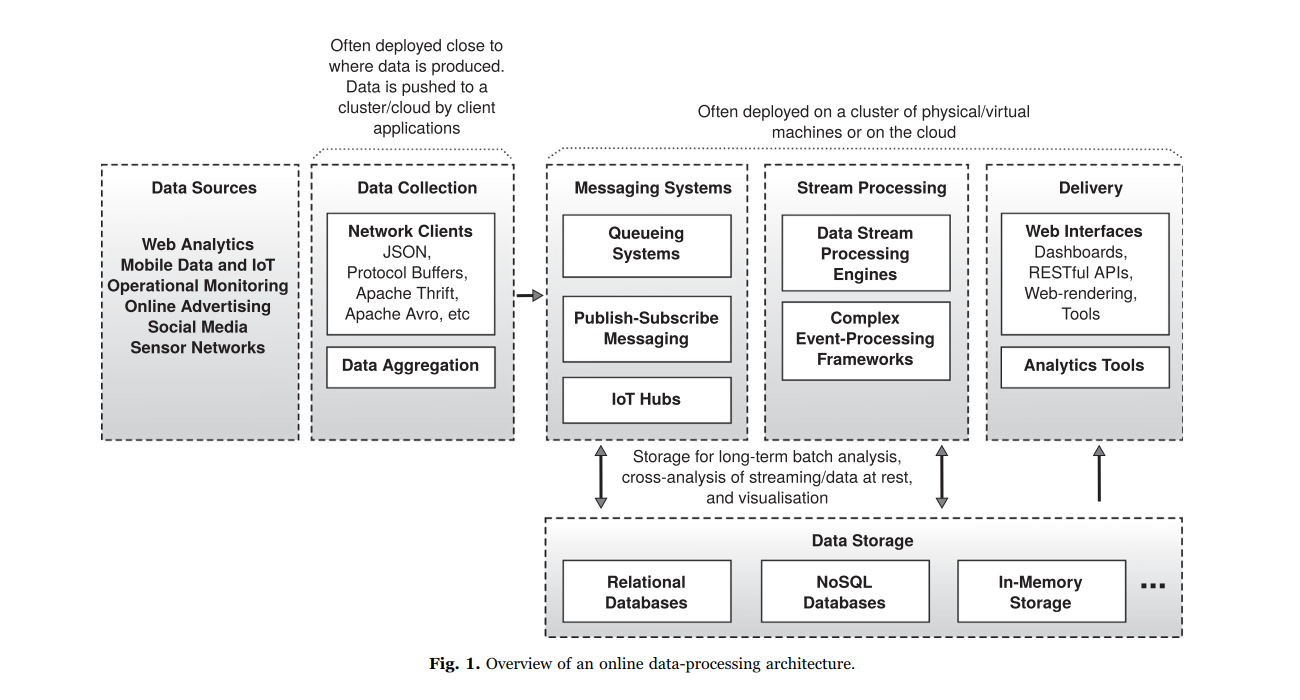 Often deployed close to
where data is produced.
Data is pushed to a
cluster/cloud by client
applications
Often deployed on a cluster of physical/virtual
machines or on the cloud
Data Sources
Web Analytics
Mobile Data and IoT
Operational Monitoring
Online Advertising
Social Media
Sensor Networks
Data Collection
Network Clients
JSON,
Protocol Buffers,
Apache Thrift,
Apache Avro, etc
Data Aggregation
Messaging Systems
Queueing
Systems
Publish-Subscribe
Messaging
IoT Hubs
Stream Processing
Data Stream
Processing
Engines
Complex
Event-Processing
Frameworks
Delivery
Web Interfaces
Dashboards,
RESTful APIs,
Web-rendering,
Tools
Analytics Tools
Storage for long-term batch analysis,
cross-analysis of streaming/data at rest,
and visualisation
Data Storage
Relational
Databases
NoSQL
Databases
In-Memory
Storage
...
Fig. 1. Overview of an online data-processing architecture.